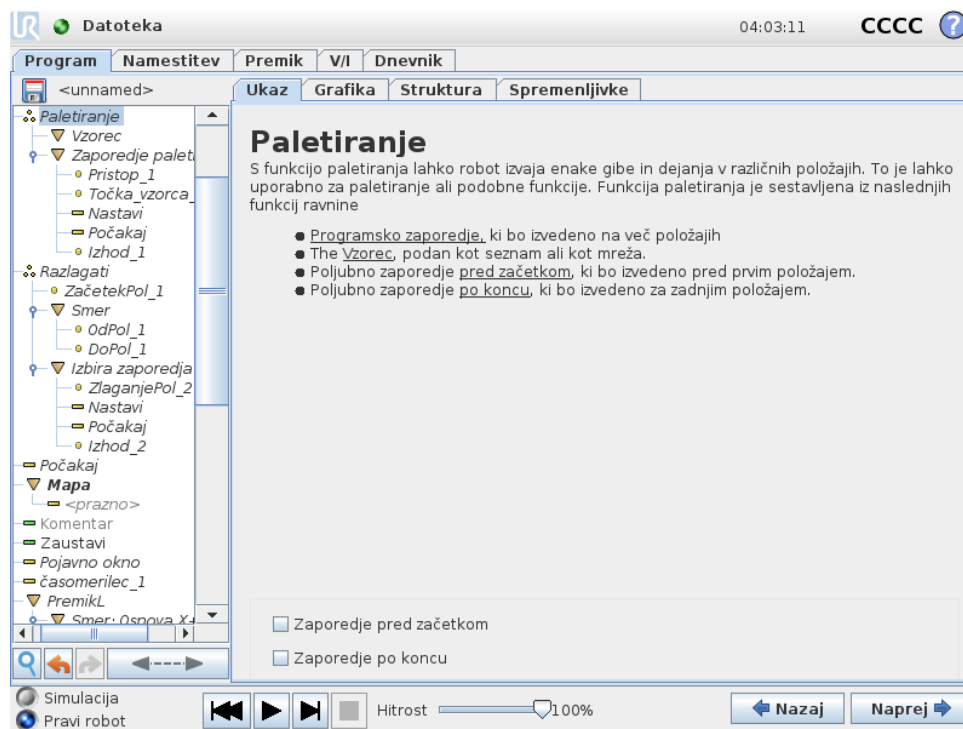 UR Datoteka 04:03:11 CCCC ?
Program Namestitev Premik V/I Dnevnik
<unnamed>
Ukaz Grafika Struktura Spremenljivke
Paletiranje
Vzorec
Zaporedje paleti
Pristop_1
Točka_vzorca_
Nastavi
Počakaj
Izhod_1
Razlagati
ZačetekPol_1
Smer
OdPol_1
DoPol_1
Izbira zaporedja
ZlaganjePol_2
Nastavi
Počakaj
Izhod_2
Počakaj
Mapa
<prazno>
Komentar
Zaustavi
Pojavno okno
časomerilec_1
PremikL
Smer: Osnova X+
Paletiranje
S funkcijo paletiranja lahko robot izvaja enake gibe in dejanja v različnih položajih. To je lahko
uporabno za paletiranje ali podobne funkcije. Funkcija paletiranja je sestavljena iz naslednjih
funkcij ravnine
● Programsko zaporedje, ki bo izvedeno na več položajih
● The Vzorec, podan kot seznam ali kot mreža.
● Poljubno zaporedje pred začetkom, ki bo izvedeno pred prvim položajem.
● Poljubno zaporedje po koncu, ki bo izvedeno za zadnjim položajem.
Zaporedje pred začetkom
Zaporedje po koncu
Simulacija
Pravi robot
Hitrost 100%
Nazaj Naprej